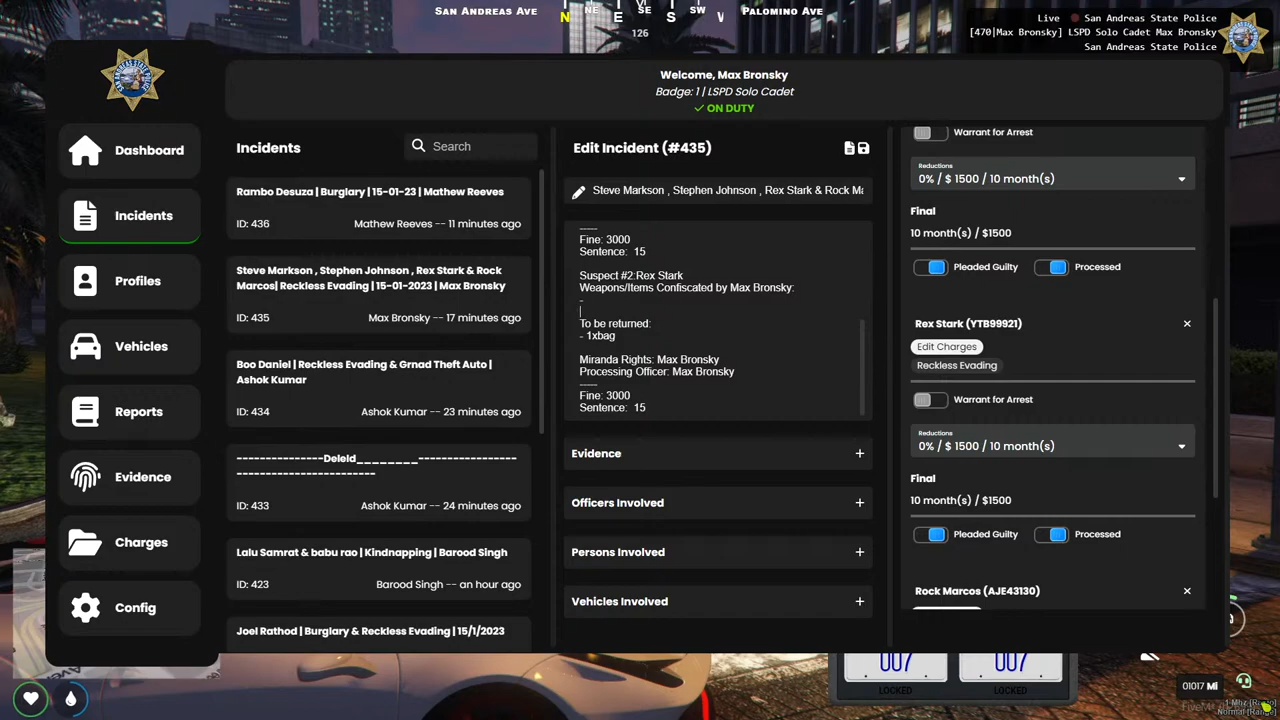 San Andreas Ave
N
NE
E
SE
S
SW
W
Palomino Ave
126
Live San Andreas State Police
[470|Max Bronsky] LSPD Solo Cadet Max Bronsky
San Andreas State Police
Welcome, Max Bronsky
Badge: 1 | LSPD Solo Cadet
ON DUTY
Dashboard
Incidents
Profiles
Vehicles
Reports
Evidence
Charges
Config
Incidents
Search
Rambo Desuza | Burglary | 15-01-23 | Mathew Reeves
ID: 436 Mathew Reeves -- 11 minutes ago
Steve Markson , Stephen Johnson , Rex Stark & Rock
Marcos| Reckless Evading | 15-01-2023 | Max Bronsky
ID: 435 Max Bronsky -- 17 minutes ago
Boo Daniel | Reckless Evading & Grnad Theft Auto |
Ashok Kumar
ID: 434 Ashok Kumar -- 23 minutes ago
----------------Deleld________------------------
--------------------------
ID: 433 Ashok Kumar -- 24 minutes ago
Lalu Samrat & babu rao | Kindnapping | Barood Singh
ID: 423 Barood Singh -- an hour ago
Joel Rathod | Burglary & Reckless Evading | 15/1/2023
Edit Incident (#435)
Steve Markson , Stephen Johnson , Rex Stark & Rock Ma
-----
Fine: 3000
Sentence: 15
Suspect #2:Rex Stark
Weapons/Items Confiscated by Max Bronsky:
-
To be returned:
- 1xbag
Miranda Rights: Max Bronsky
Processing Officer: Max Bronsky
-----
Fine: 3000
Sentence: 15
Evidence +
Officers Involved +
Persons Involved +
Vehicles Involved +
Warrant for Arrest
Reductions
0% / $ 1500 / 10 month(s)
Final
10 month(s) / $1500
Pleaded Guilty Processed
Rex Stark (YTB99921)
Edit Charges
Reckless Evading
Warrant for Arrest
Reductions
0% / $ 1500 / 10 month(s)
Final
10 month(s) / $1500
Pleaded Guilty Processed
Rock Marcos (AJE43130)
007 007
LOCKED LOCKED
01017 Mi